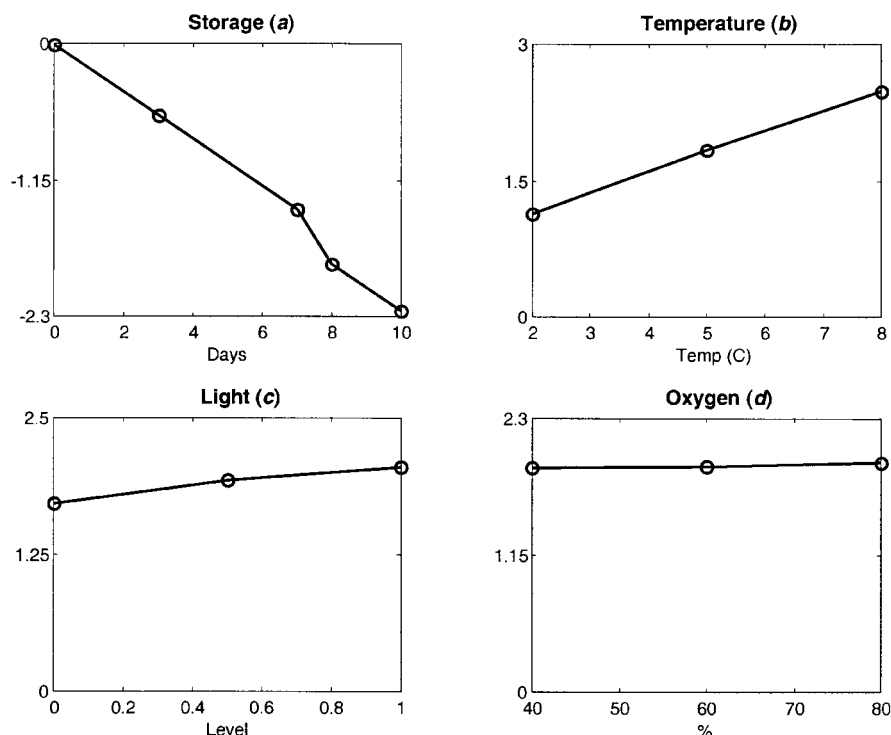 Storage (a)
0
-1.15
-2.3
0 2 4 6 8 10
Days
Temperature (b)
3
1.5
0
2 3 4 5 6 7 8
Temp (C)
Light (c)
2.5
1.25
0
0 0.2 0.4 0.6 0.8 1
Level
Oxygen (d)
2.3
1.15
0
40 50 60 70 80
%